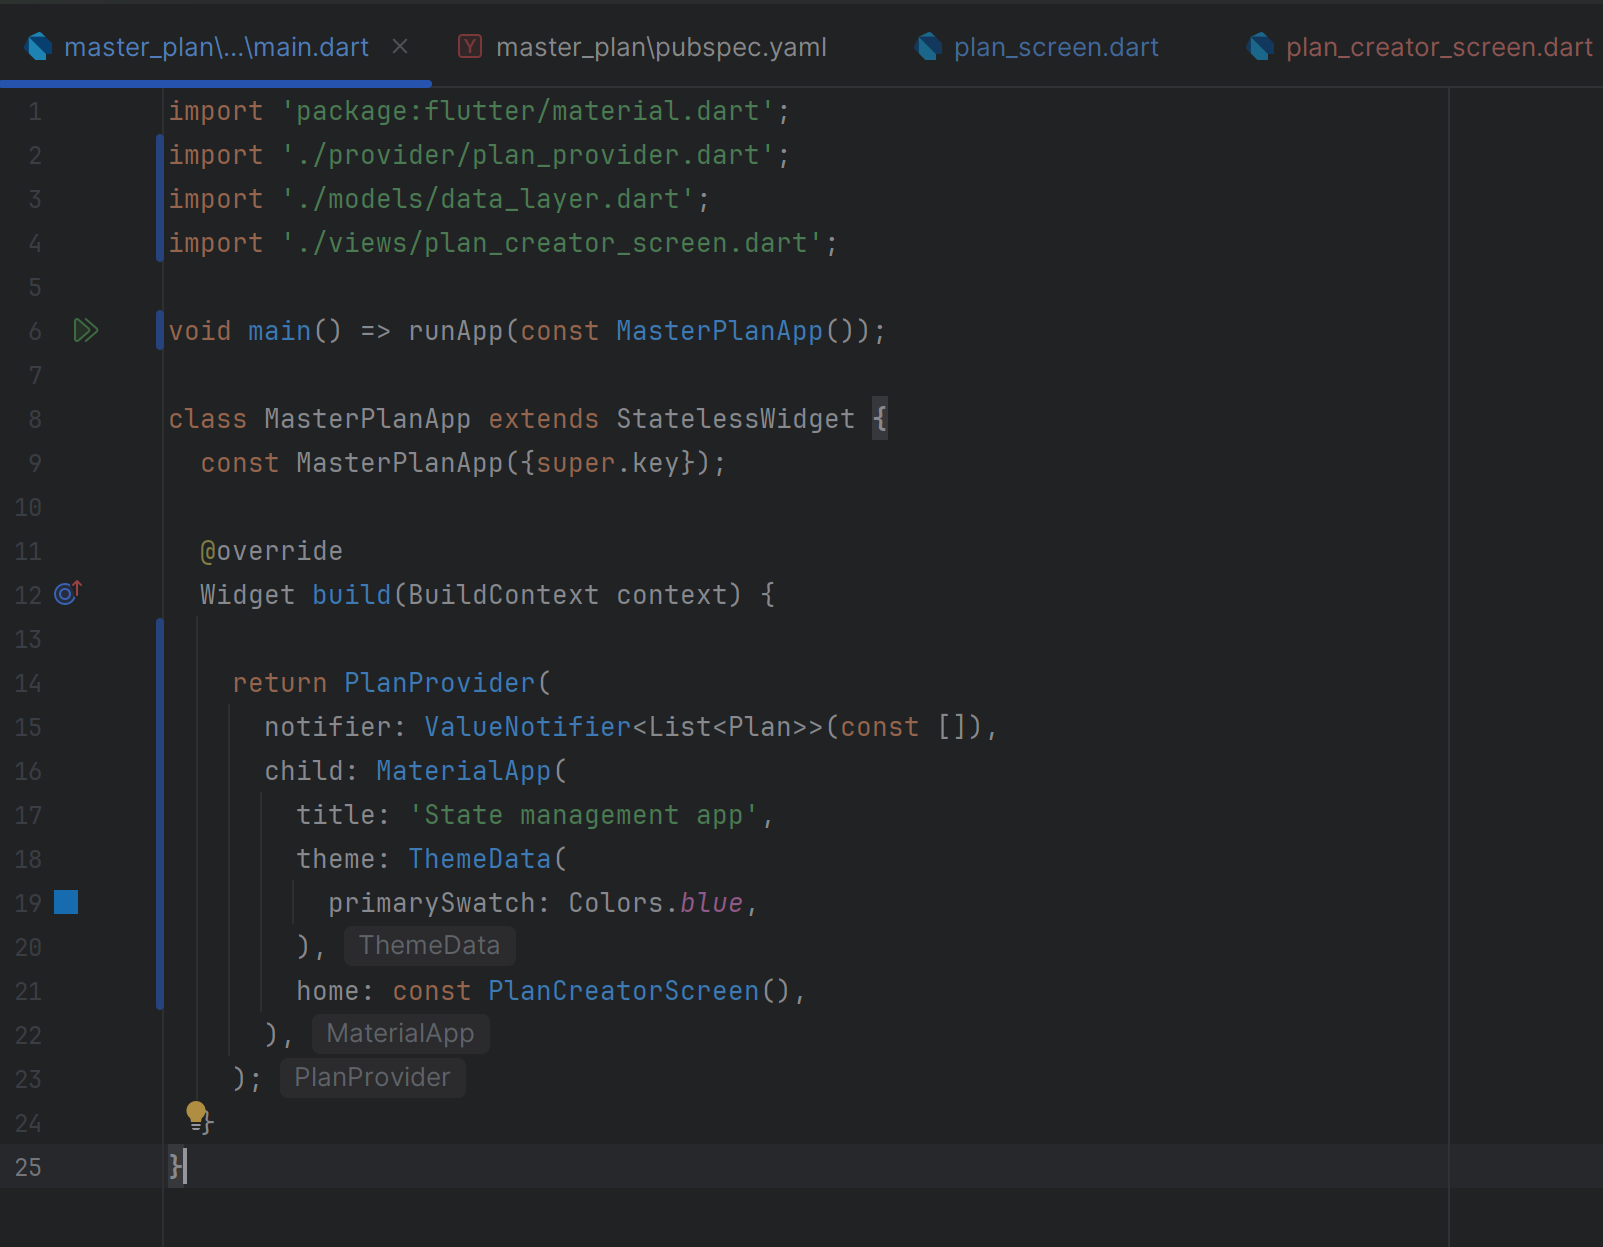 master_plan\...\main.dart
master_plan\pubspec.yaml
plan_screen.dart
plan_creator_screen.dart
1 import 'package:flutter/material.dart';
2 import './provider/plan_provider.dart';
3 import './models/data_layer.dart';
4 import './views/plan_creator_screen.dart';
5
6 void main() => runApp(const MasterPlanApp());
7
8 class MasterPlanApp extends StatelessWidget {
9 const MasterPlanApp({super.key});
10
11 @override
12 Widget build(BuildContext context) {
13
14 return PlanProvider(
15 notifier: ValueNotifier<List<Plan>>(const []),
16 child: MaterialApp(
17 title: 'State management app',
18 theme: ThemeData(
19 primarySwatch: Colors.blue,
20 ), ThemeData
21 home: const PlanCreatorScreen(),
22 ), MaterialApp
23 ); PlanProvider
24 }
25 }